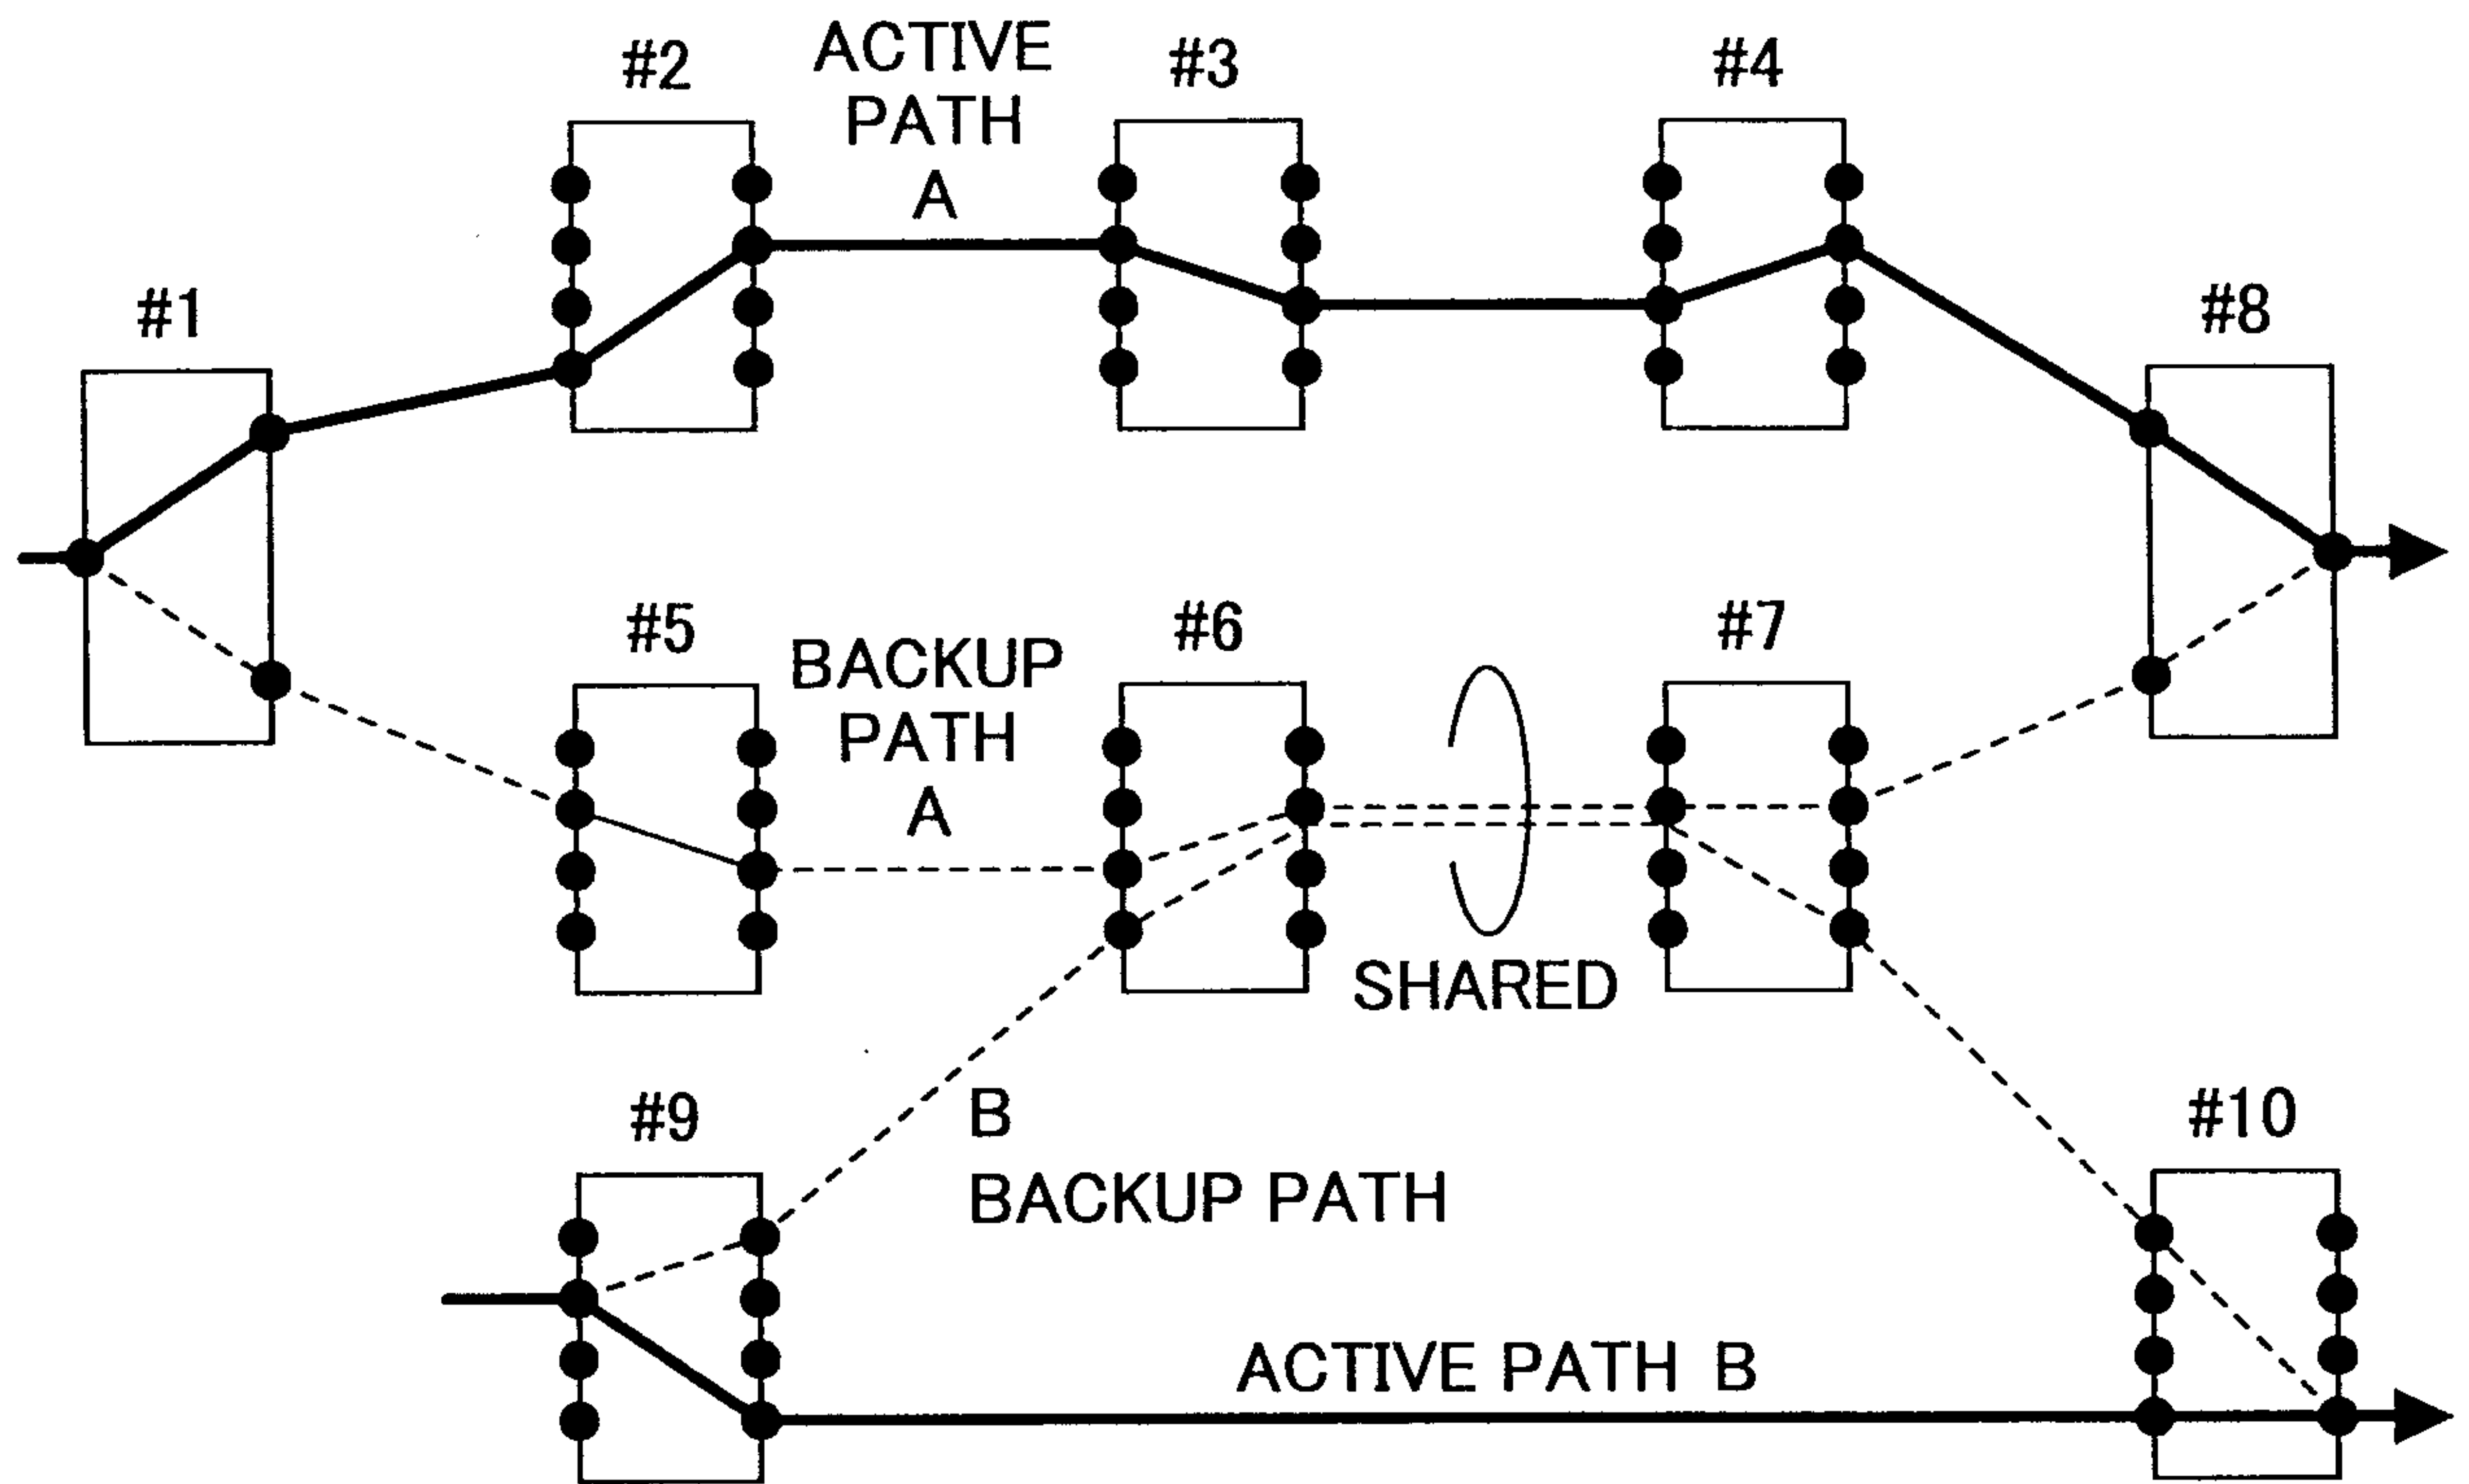 #2
ACTIVE
PATH
A
#3
#4
#1
#8
#5
BACKUP
PATH
A
#6
#7
SHARED
#9
B
BACKUP PATH
#10
ACTIVE PATH B